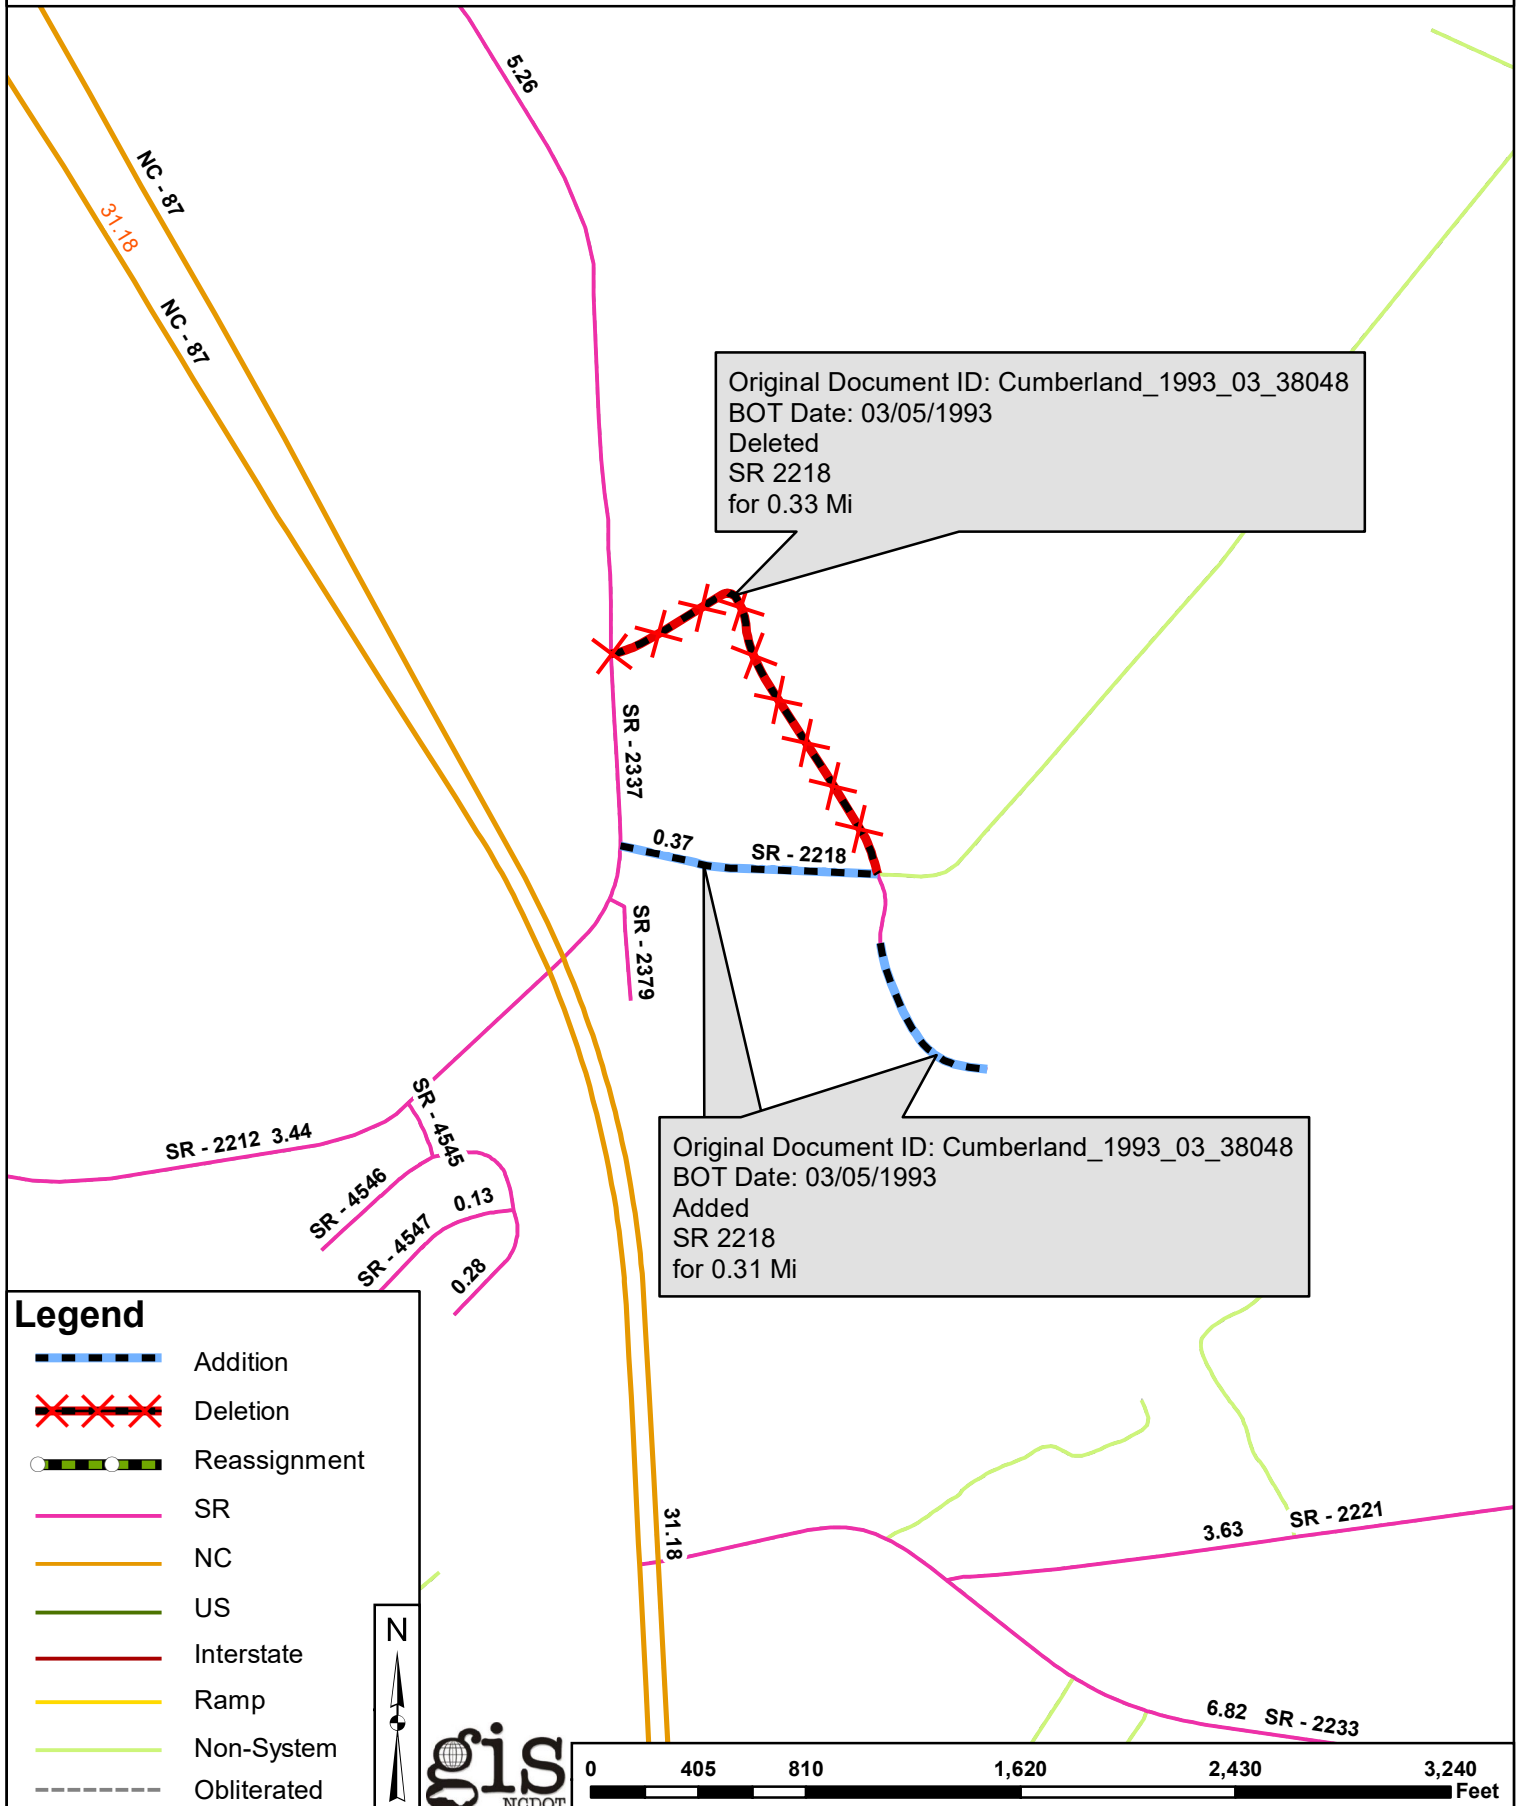 5.26
NC - 87
31.18
NC - 87
Original Document ID: Cumberland_1993_03_38048
BOT Date: 03/05/1993
Deleted
SR 2218
for 0.33 Mi
SR - 2337
0.37
SR - 2218
SR - 2379
SR - 4545
SR - 2212 3.44
SR - 4546
0.13
SR - 4547
0.28
Original Document ID: Cumberland_1993_03_38048
BOT Date: 03/05/1993
Added
SR 2218
for 0.31 Mi
31.18
3.63
SR - 2221
6.82 SR - 2233
Legend
Addition
Deletion
Reassignment
SR
NC
US
Interstate
Ramp
Non-System
Obliterated
N
gis
NCDOT
0 405 810 1,620 2,430 3,240
Feet